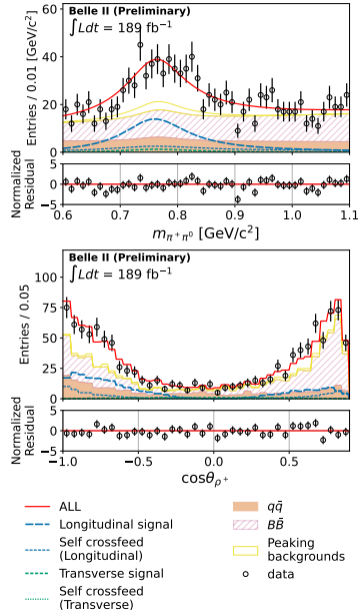 Belle II (Preliminary)
∫Ldt = 189 fb⁻¹
Entries / 0.01 [GeV/c²]
60
40
20
0
Normalized
Residual
5
0
−5
0.6 0.7 0.8 0.9 1.0 1.1
m_{π⁺π⁰} [GeV/c²]
Belle II (Preliminary)
∫Ldt = 189 fb⁻¹
Entries / 0.05
100
75
50
25
0
Normalized
Residual
5
0
−5
−1.0 −0.5 0.0 0.5
cosθ_{ρ⁺}
ALL
Longitudinal signal
Self crossfeed
(Longitudinal)
Transverse signal
Self crossfeed
(Transverse)
qq̄
BB̄
Peaking
backgrounds
data